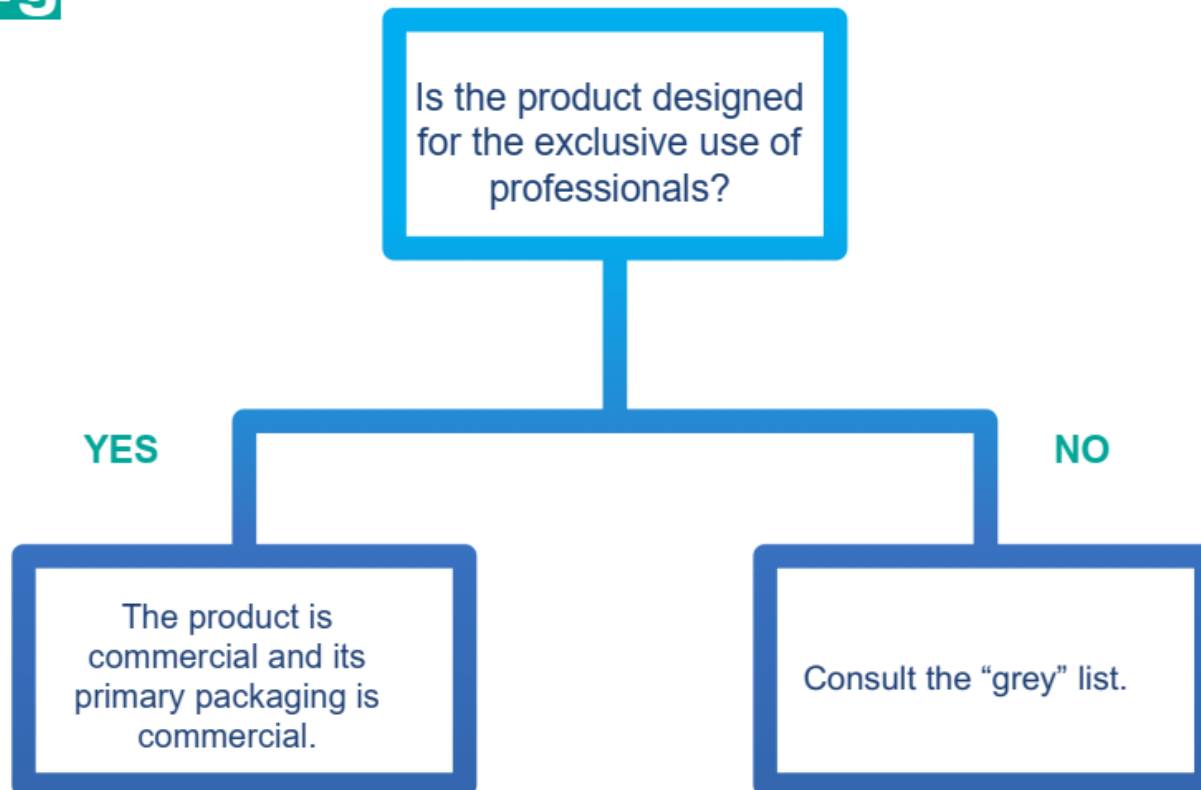 Is the product designed
for the exclusive use of
professionals?
YES
NO
The product is
commercial and its
primary packaging is
commercial.
Consult the “grey” list.